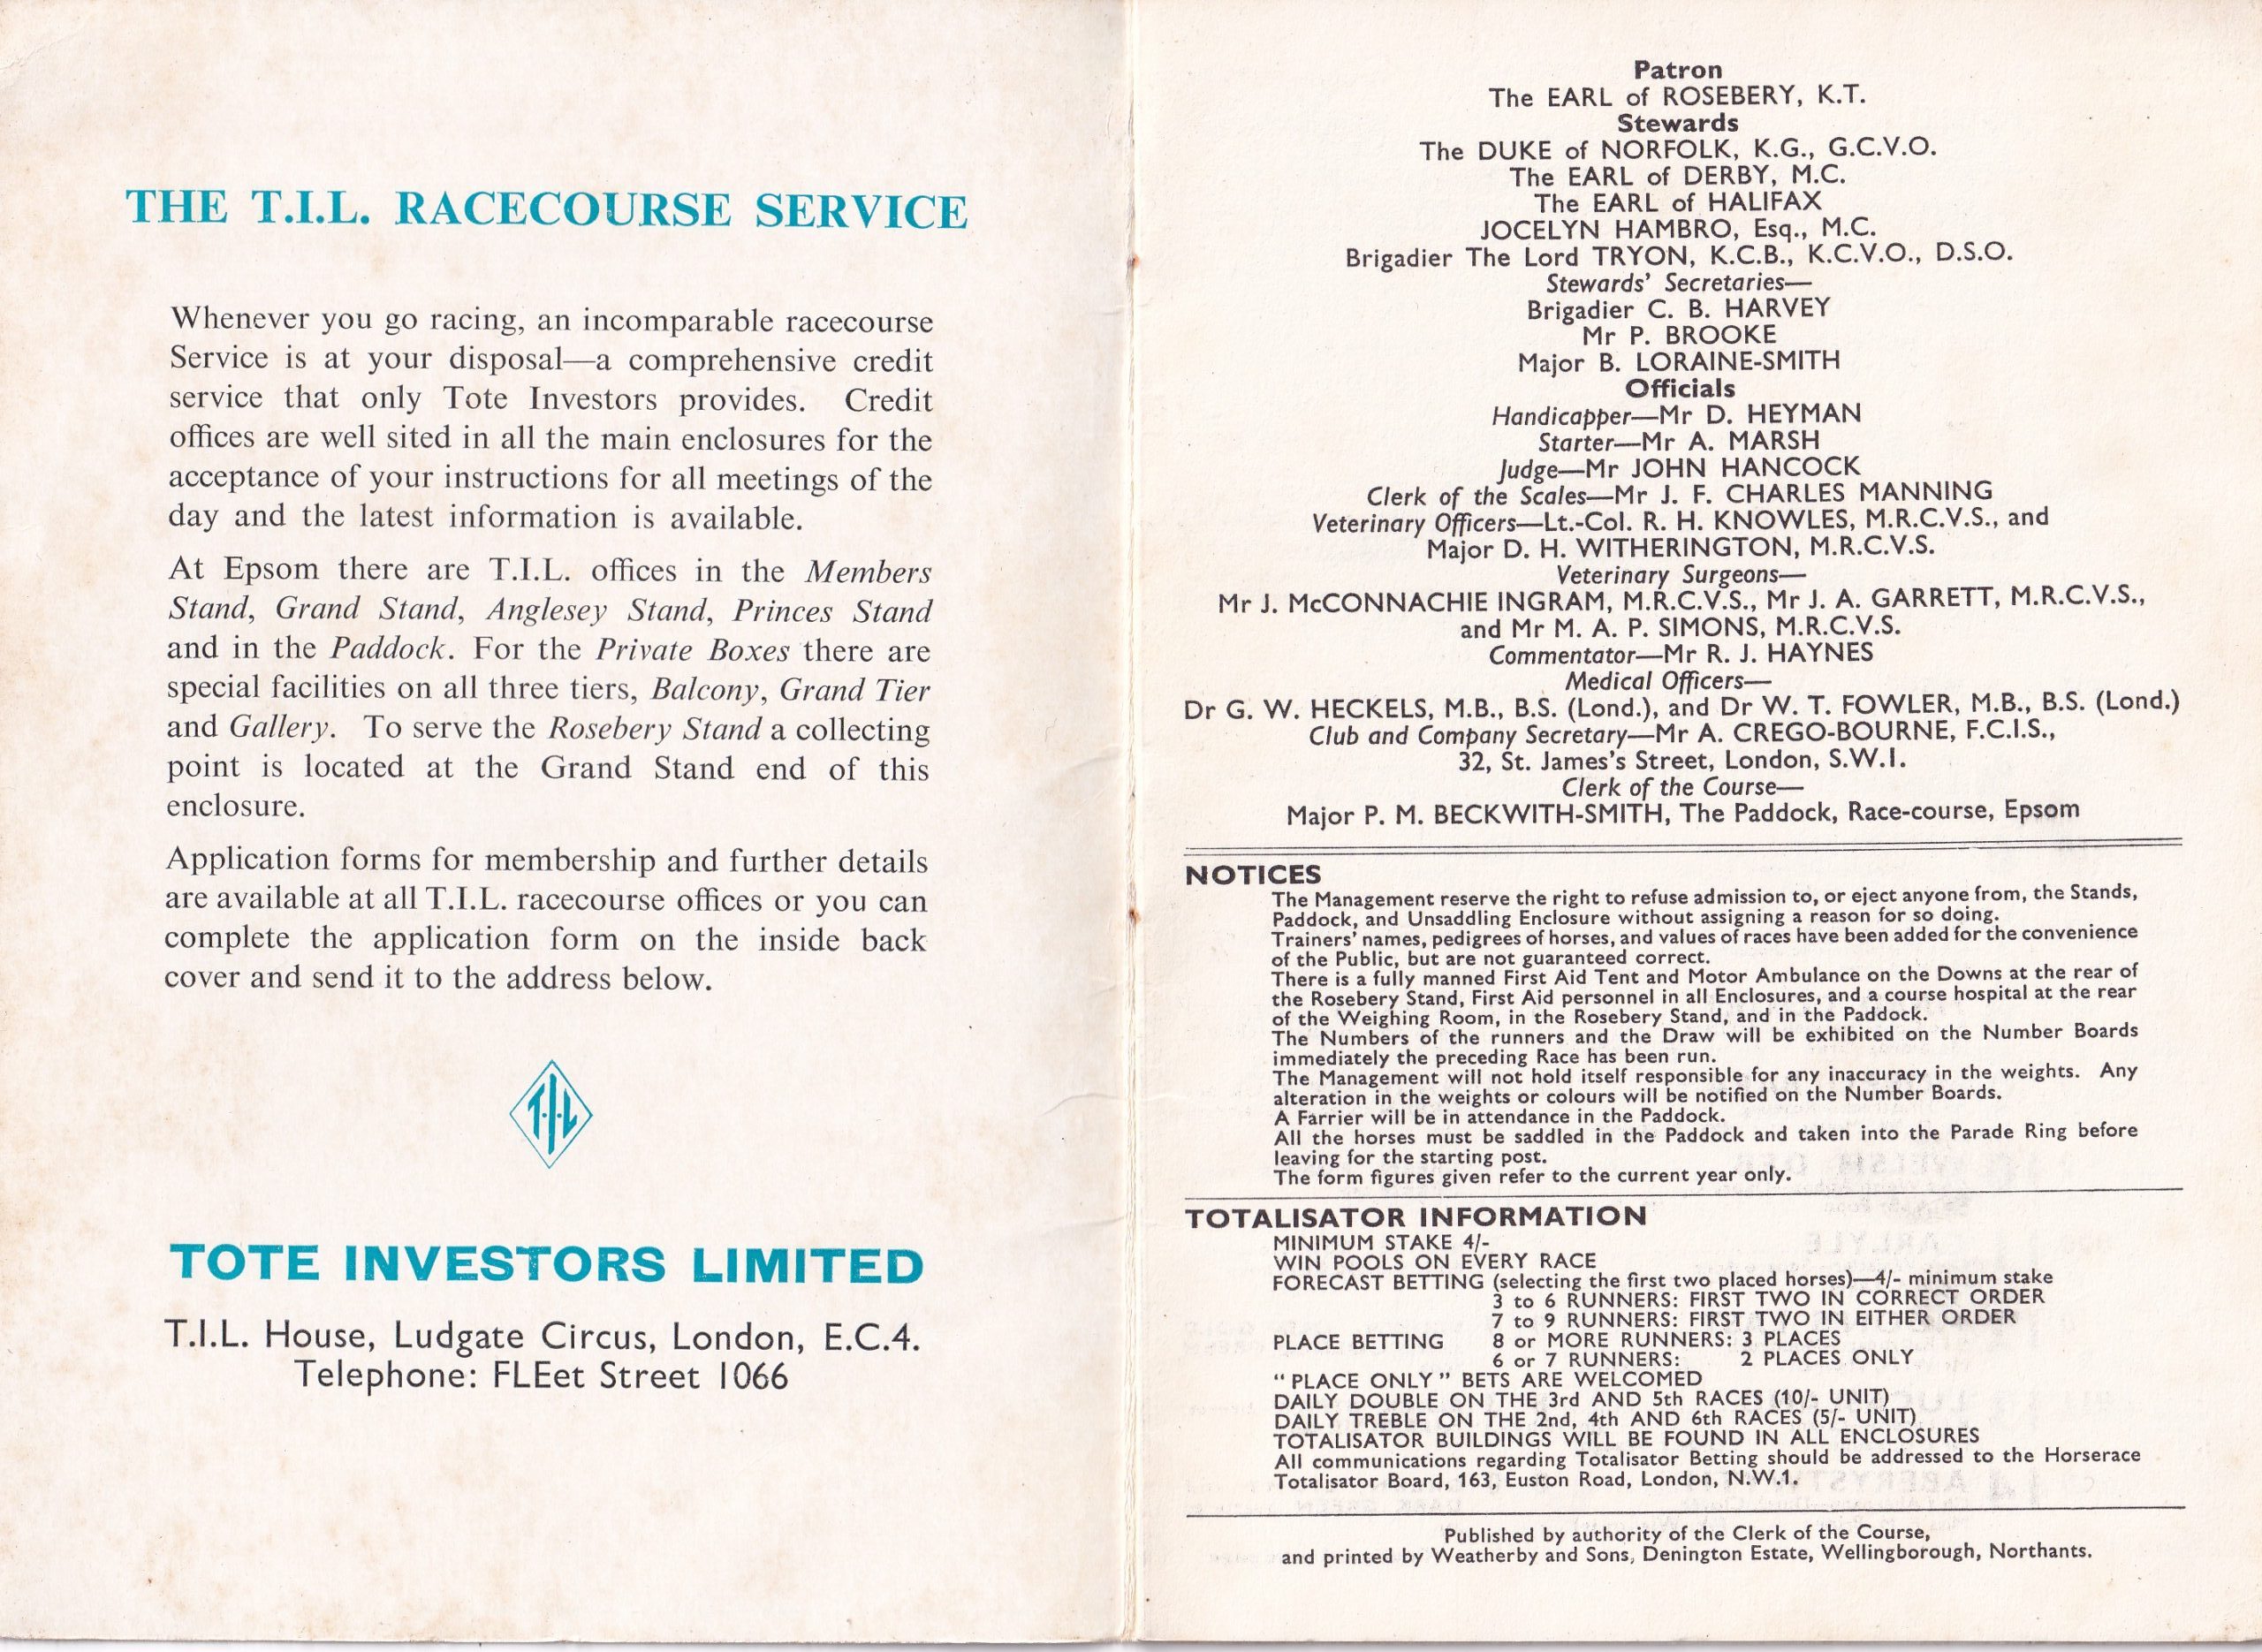 THE T.I.L. RACECOURSE SERVICE
Whenever you go racing, an incomparable racecourse
Service is at your disposal—a comprehensive credit
service that only Tote Investors provides. Credit
offices are well sited in all the main enclosures for the
acceptance of your instructions for all meetings of the
day and the latest information is available.
At Epsom there are T.I.L. offices in the Members
Stand, Grand Stand, Anglesey Stand, Princes Stand
and in the Paddock. For the Private Boxes there are
special facilities on all three tiers, Balcony, Grand Tier
and Gallery. To serve the Rosebery Stand a collecting
point is located at the Grand Stand end of this
enclosure.
Application forms for membership and further details
are available at all T.I.L. racecourse offices or you can
complete the application form on the inside back
cover and send it to the address below.
T.I.L
TOTE INVESTORS LIMITED
T.I.L. House, Ludgate Circus, London, E.C.4.
Telephone: FLEet Street 1066
Patron
The EARL of ROSEBERY, K.T.
Stewards
The DUKE of NORFOLK, K.G., G.C.V.O.
The EARL of DERBY, M.C.
The EARL of HALIFAX
JOCELYN HAMBRO, Esq., M.C.
Brigadier The Lord TRYON, K.C.B., K.C.V.O., D.S.O.
Stewards' Secretaries—
Brigadier C. B. HARVEY
Mr P. BROOKE
Major B. LORAINE-SMITH
Officials
Handicapper—Mr D. HEYMAN
Starter—Mr A. MARSH
Judge—Mr JOHN HANCOCK
Clerk of the Scales—Mr J. F. CHARLES MANNING
Veterinary Officers—Lt.-Col. R. H. KNOWLES, M.R.C.V.S., and
Major D. H. WITHERINGTON, M.R.C.V.S.
Veterinary Surgeons—
Mr J. McCONNACHIE INGRAM, M.R.C.V.S., Mr J. A. GARRETT, M.R.C.V.S.,
and Mr M. A. P. SIMONS, M.R.C.V.S.
Commentator—Mr R. J. HAYNES
Medical Officers—
Dr G. W. HECKELS, M.B., B.S. (Lond.), and Dr W. T. FOWLER, M.B., B.S. (Lond.)
Club and Company Secretary—Mr A. CREGO-BOURNE, F.C.I.S.,
32, St. James's Street, London, S.W.1.
Clerk of the Course—
Major P. M. BECKWITH-SMITH, The Paddock, Race-course, Epsom
NOTICES
The Management reserve the right to refuse admission to, or eject anyone from, the Stands,
Paddock, and Unsaddling Enclosure without assigning a reason for so doing.
Trainers' names, pedigrees of horses, and values of races have been added for the convenience
of the Public, but are not guaranteed correct.
There is a fully manned First Aid Tent and Motor Ambulance on the Downs at the rear of
the Rosebery Stand, First Aid personnel in all Enclosures, and a course hospital at the rear
of the Weighing Room, in the Rosebery Stand, and in the Paddock.
The Numbers of the runners and the Draw will be exhibited on the Number Boards
immediately the preceding Race has been run.
The Management will not hold itself responsible for any inaccuracy in the weights. Any
alteration in the weights or colours will be notified on the Number Boards.
A Farrier will be in attendance in the Paddock.
All the horses must be saddled in the Paddock and taken into the Parade Ring before
leaving for the starting post.
The form figures given refer to the current year only.
TOTALISATOR INFORMATION
MINIMUM STAKE 4/-
WIN POOLS ON EVERY RACE
FORECAST BETTING (selecting the first two placed horses)—4/- minimum stake
3 to 6 RUNNERS: FIRST TWO IN CORRECT ORDER
7 to 9 RUNNERS: FIRST TWO IN EITHER ORDER
PLACE BETTING 8 or MORE RUNNERS: 3 PLACES
6 or 7 RUNNERS: 2 PLACES ONLY
"PLACE ONLY" BETS ARE WELCOMED
DAILY DOUBLE ON THE 3rd AND 5th RACES (10/- UNIT)
DAILY TREBLE ON THE 2nd, 4th AND 6th RACES (5/- UNIT)
TOTALISATOR BUILDINGS WILL BE FOUND IN ALL ENCLOSURES
All communications regarding Totalisator Betting should be addressed to the Horserace
Totalisator Board, 163, Euston Road, London, N.W.1.
Published by authority of the Clerk of the Course,
and printed by Weatherby and Sons, Denington Estate, Wellingborough, Northants.